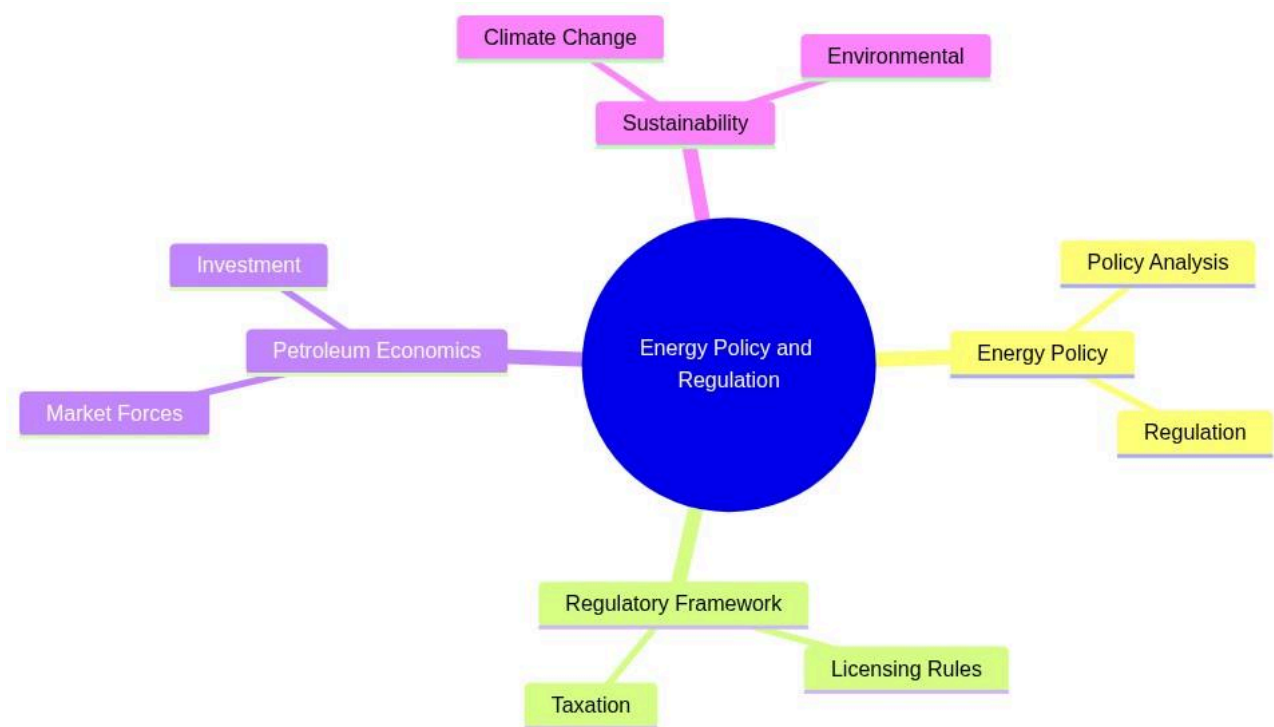 Climate Change
Environmental
Sustainability
Investment
Policy Analysis
Petroleum Economics
Energy Policy and
Regulation
Energy Policy
Market Forces
Regulation
Regulatory Framework
Licensing Rules
Taxation